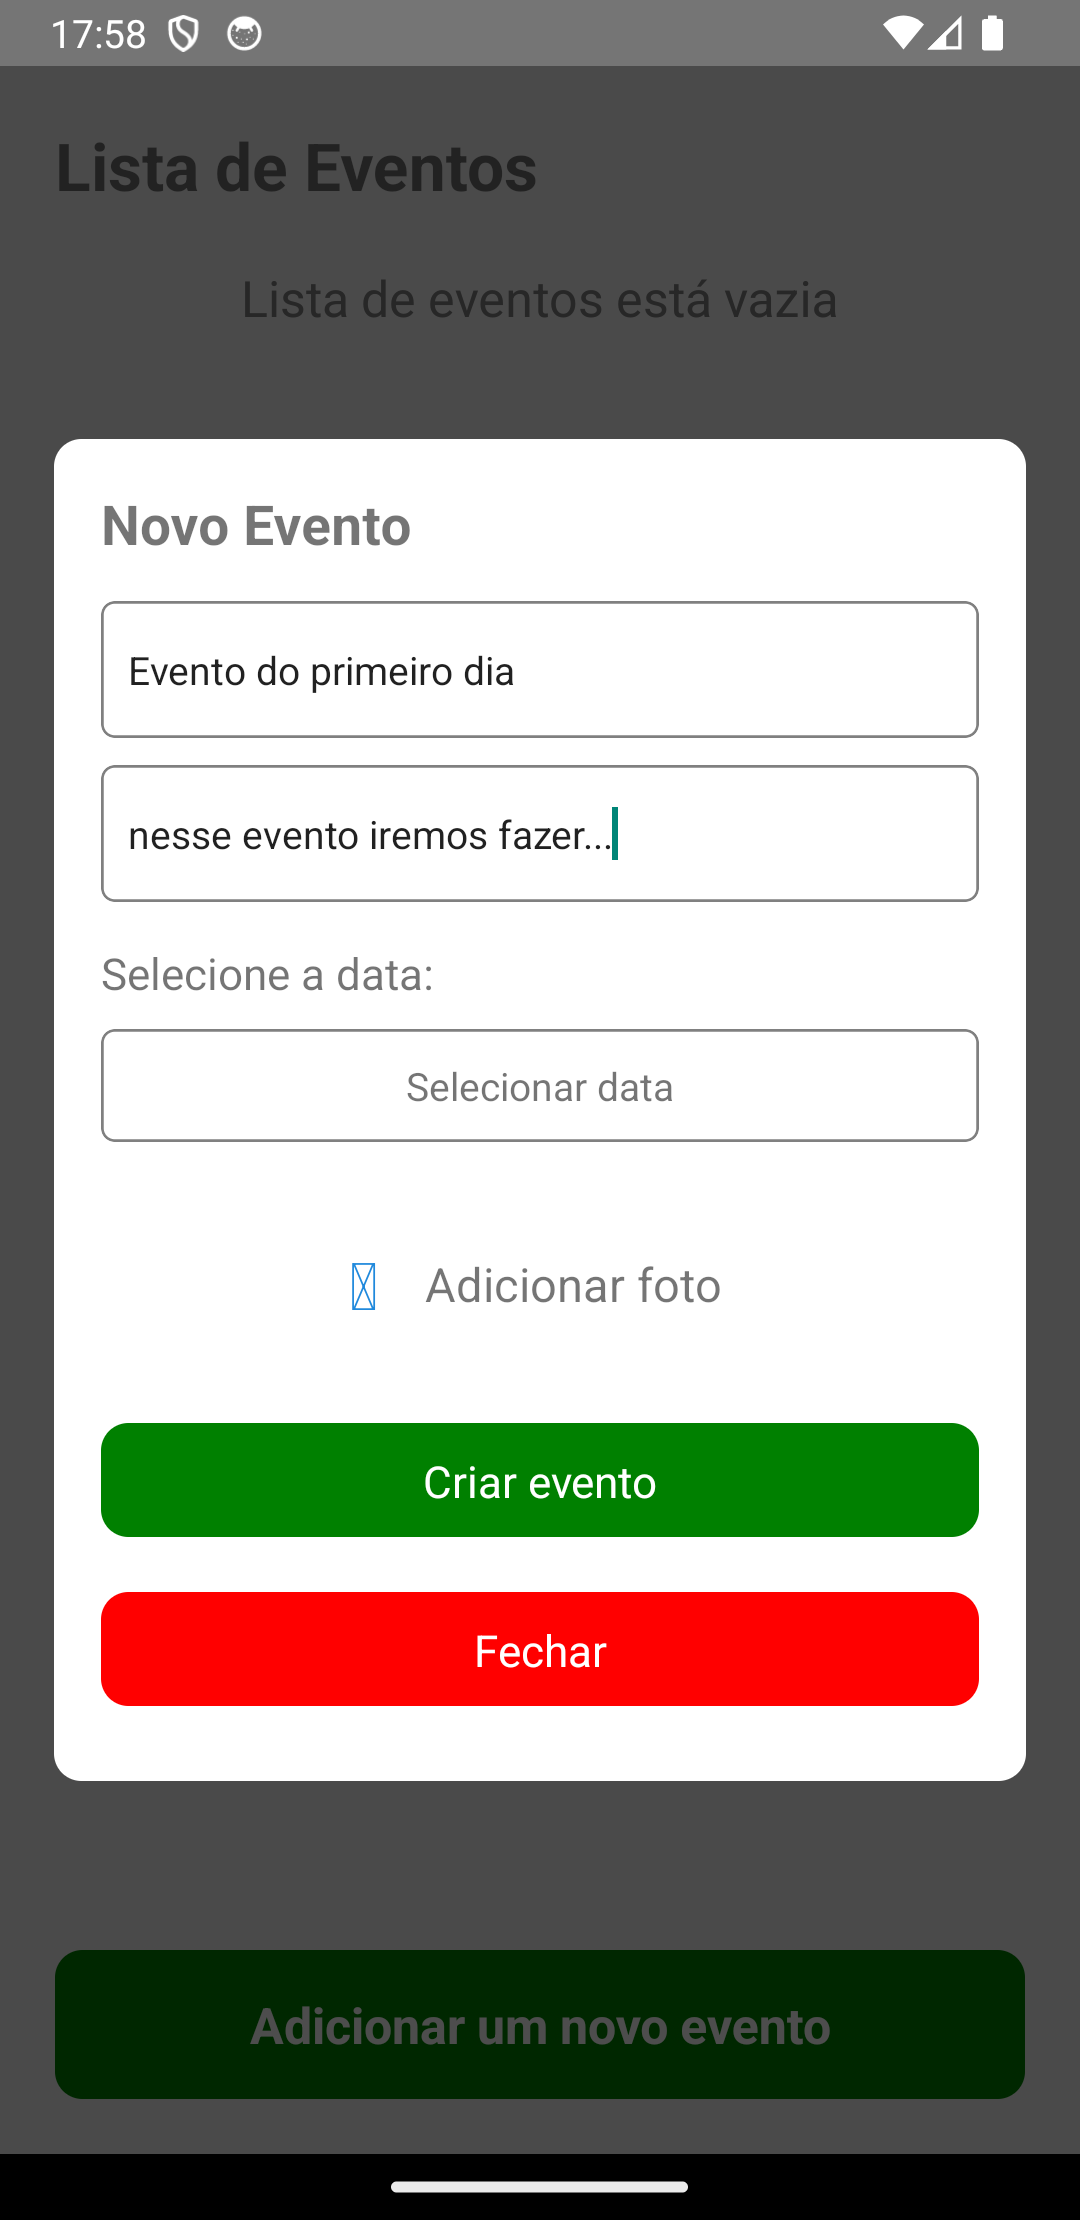 17:58
Lista de Eventos
Lista de eventos está vazia
Novo Evento
Evento do primeiro dia
nesse evento iremos fazer...
Selecione a data:
Selecionar data
Adicionar foto
Criar evento
Fechar
Adicionar um novo evento